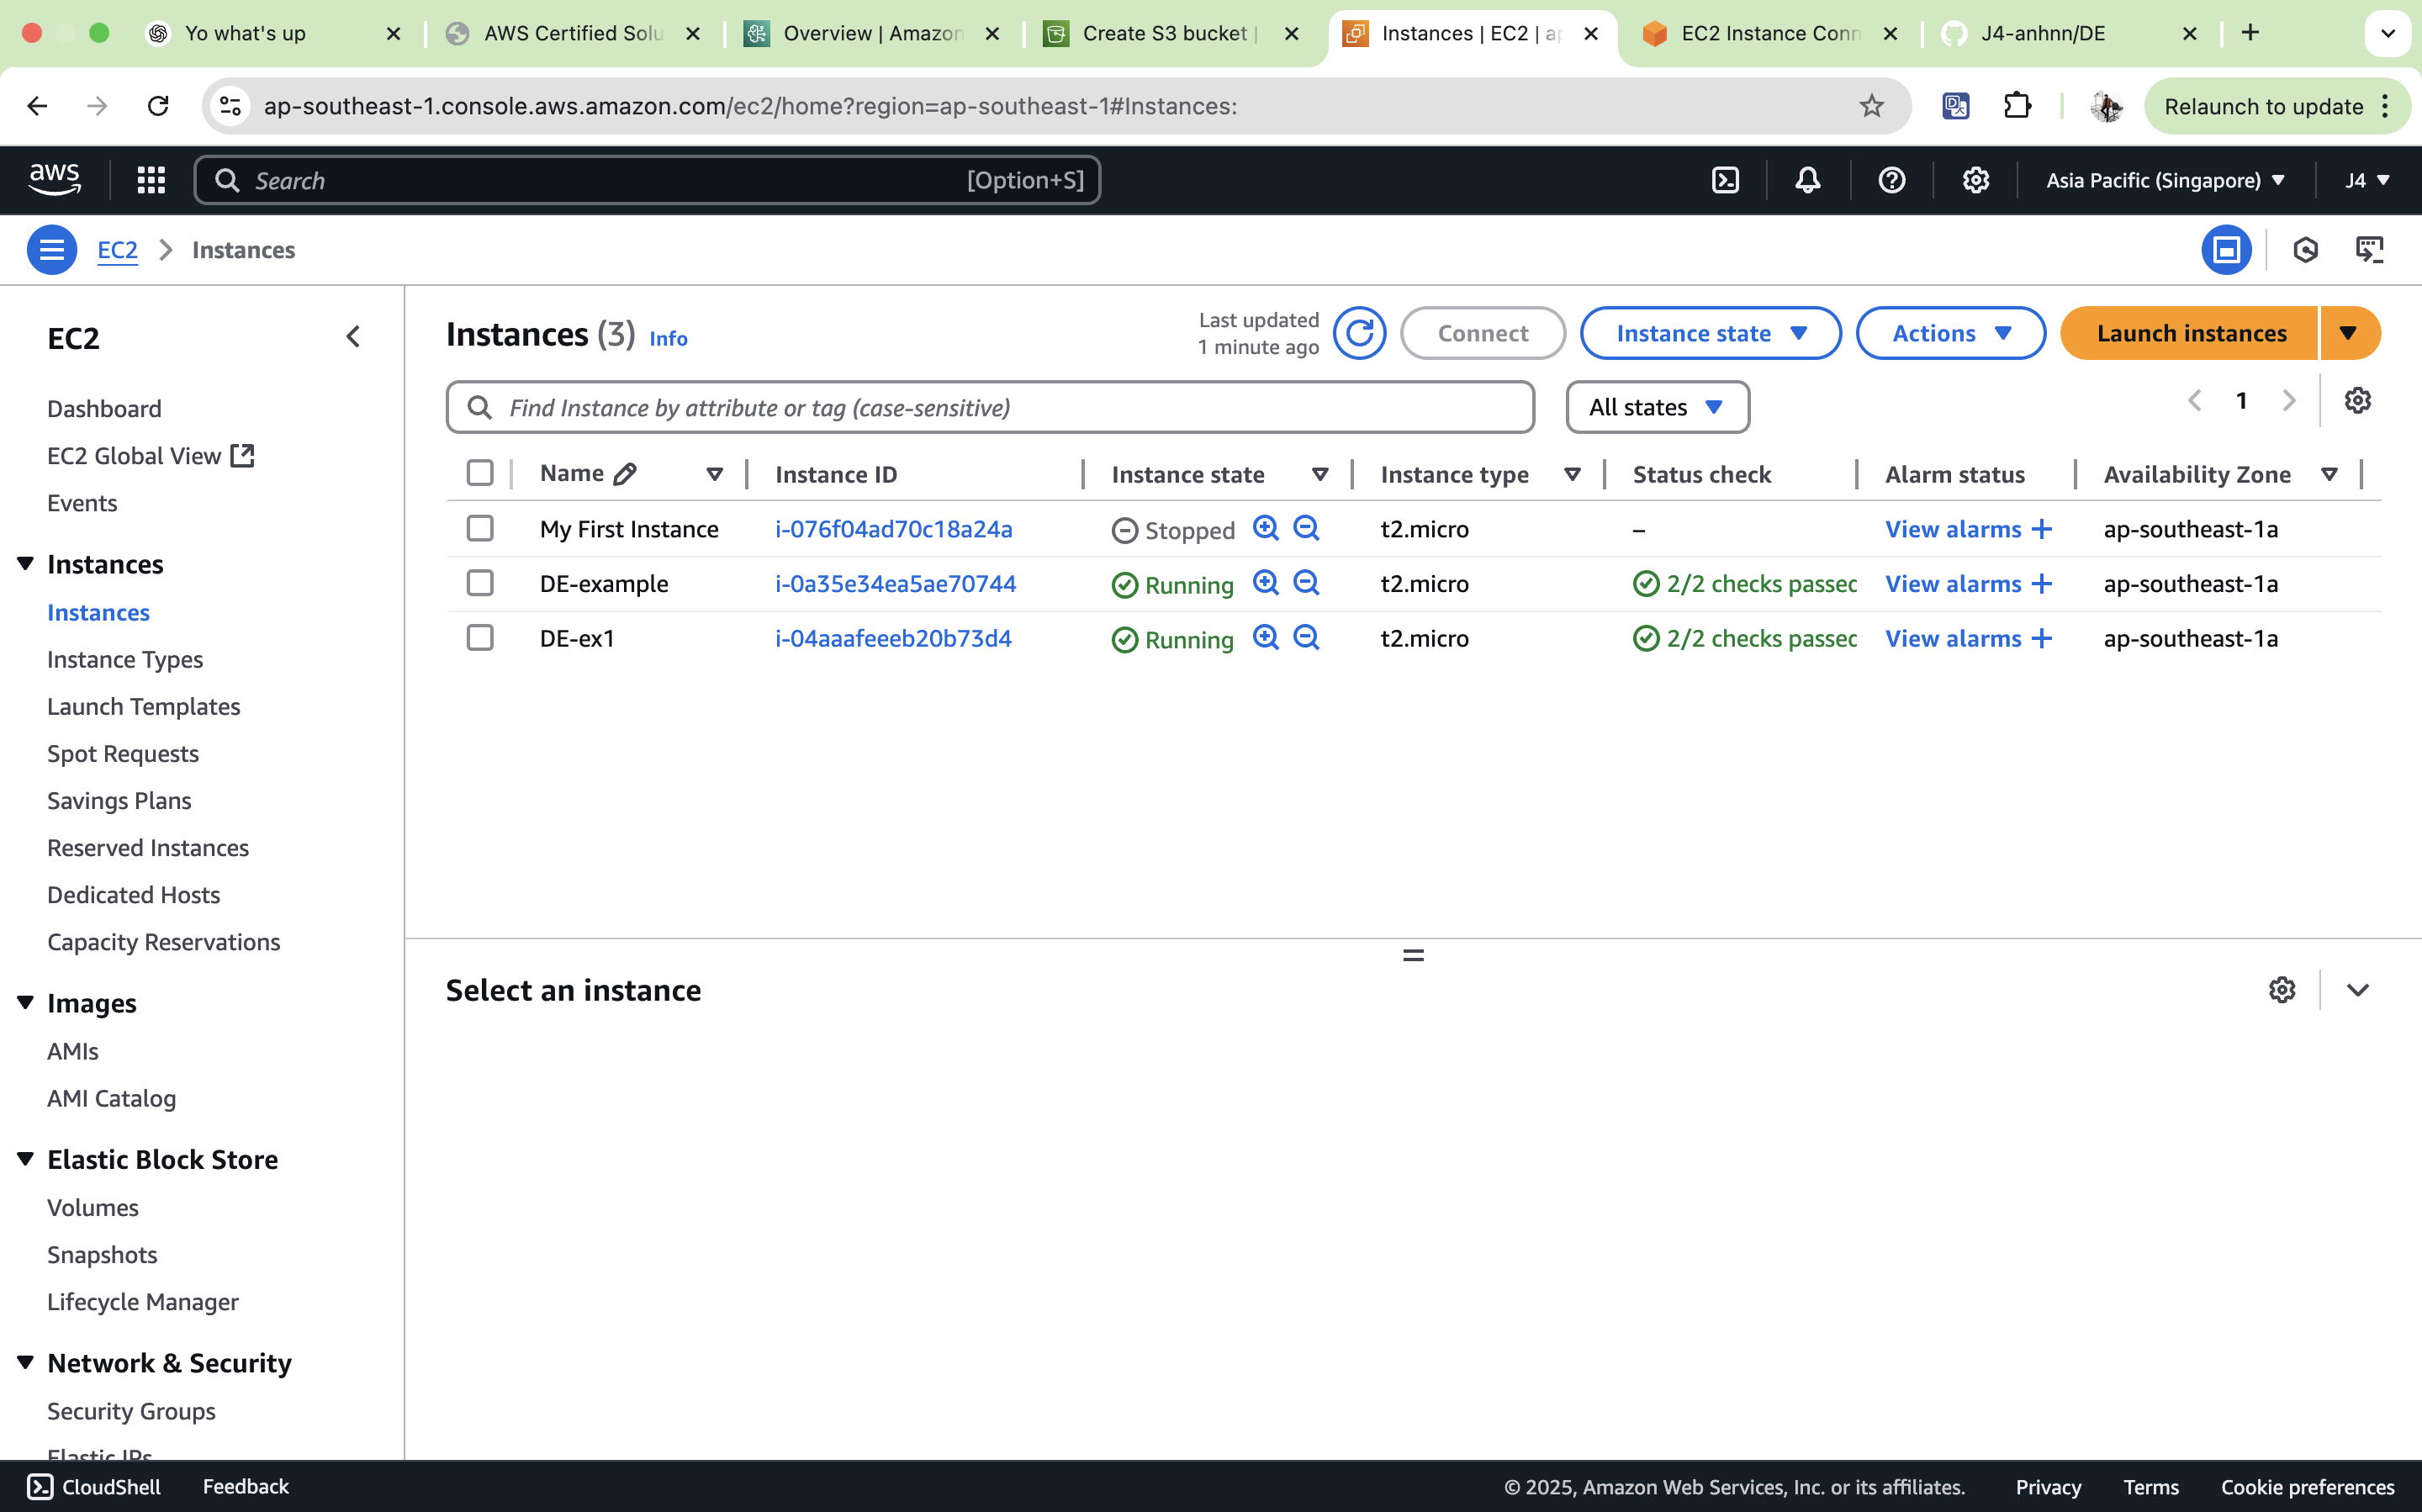 Yo what's up
AWS Certified Solu
Overview | Amazon
Create S3 bucket |
Instances | EC2 | ap
EC2 Instance Conn
J4-anhnn/DE
ap-southeast-1.console.aws.amazon.com/ec2/home?region=ap-southeast-1#Instances:
Relaunch to update
aws
Search
[Option+S]
Asia Pacific (Singapore)
J4
EC2
Instances
EC2
Dashboard
EC2 Global View
Events
Instances
Instances
Instance Types
Launch Templates
Spot Requests
Savings Plans
Reserved Instances
Dedicated Hosts
Capacity Reservations
Images
AMIs
AMI Catalog
Elastic Block Store
Volumes
Snapshots
Lifecycle Manager
Network & Security
Security Groups
Elastic IPs
Instances (3) Info
Last updated
1 minute ago
Connect
Instance state
Actions
Launch instances
Find Instance by attribute or tag (case-sensitive)
All states
1
Name Instance ID Instance state Instance type Status check Alarm status Availability Zone
My First Instance i-076f04ad70c18a24a Stopped t2.micro – View alarms + ap-southeast-1a
DE-example i-0a35e34ea5ae70744 Running t2.micro 2/2 checks passec View alarms + ap-southeast-1a
DE-ex1 i-04aaafeeeb20b73d4 Running t2.micro 2/2 checks passec View alarms + ap-southeast-1a
Select an instance
CloudShell
Feedback
© 2025, Amazon Web Services, Inc. or its affiliates.
Privacy
Terms
Cookie preferences